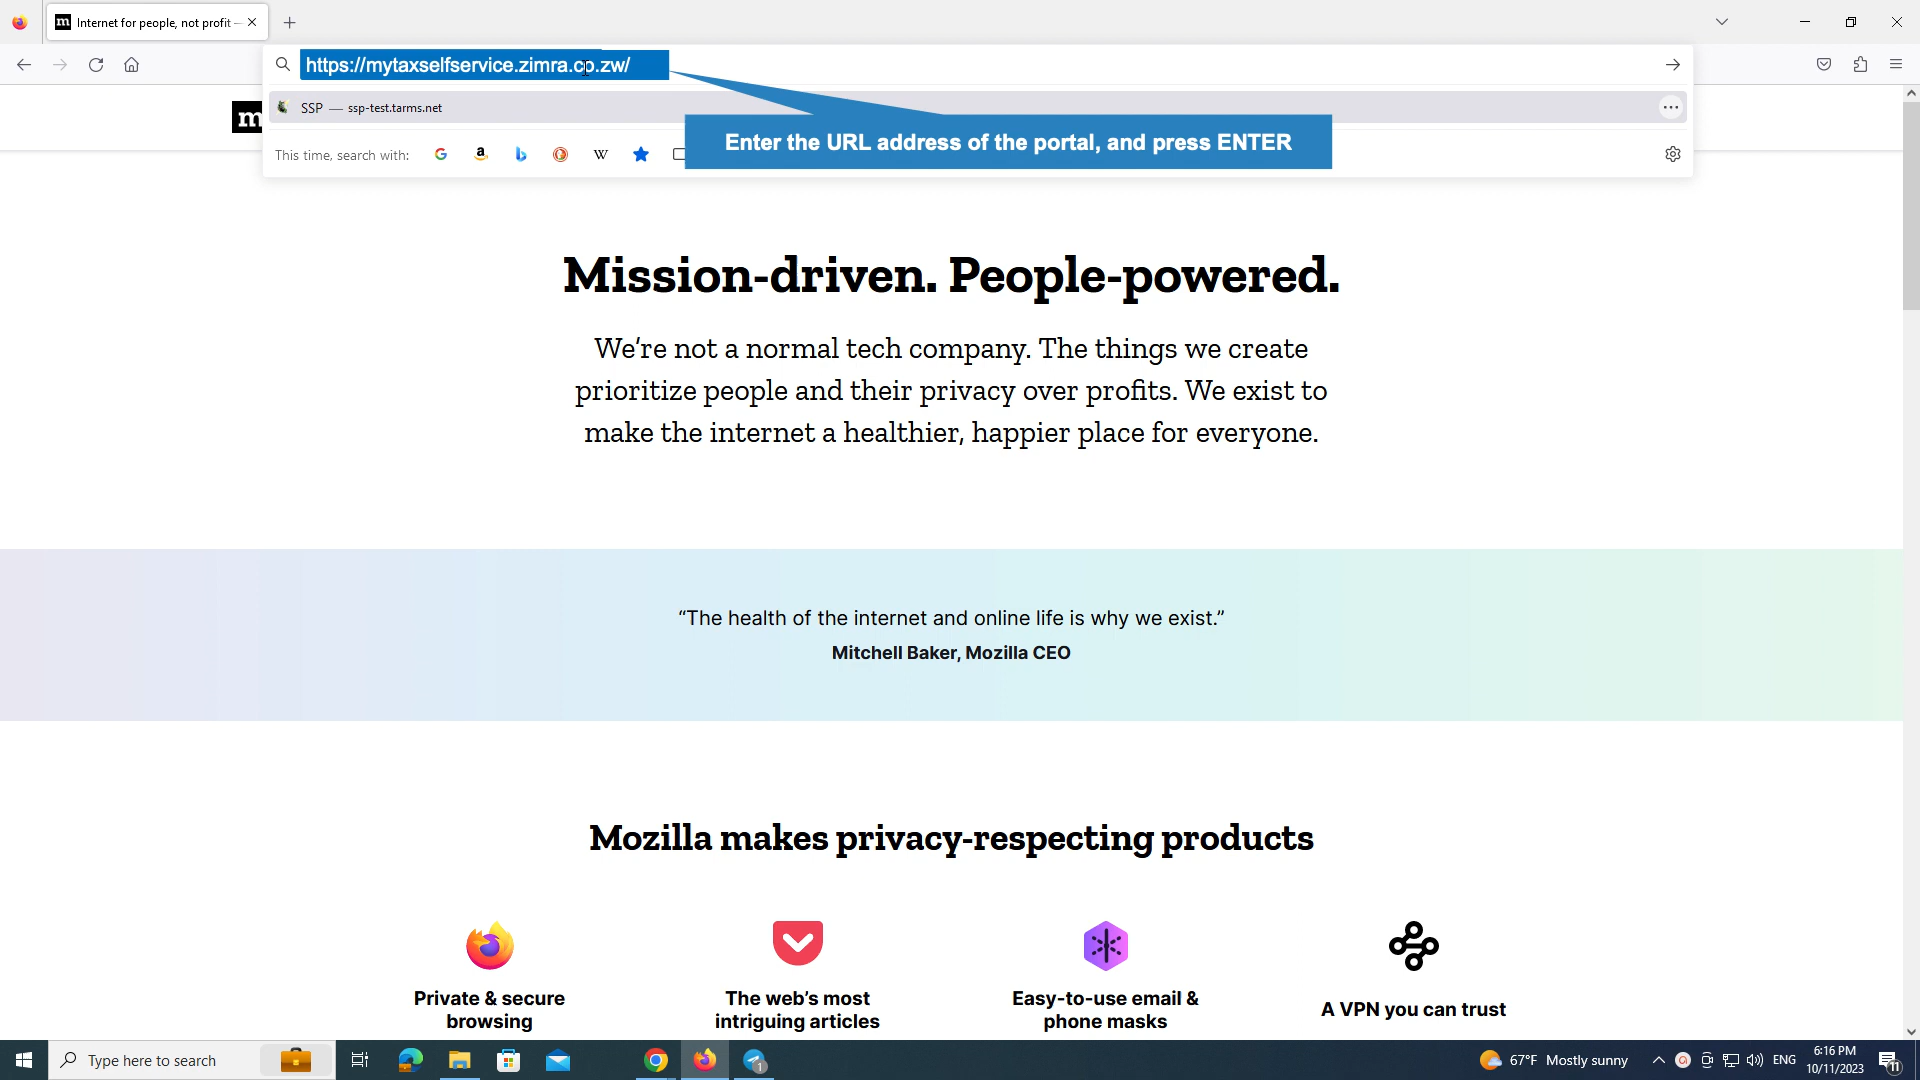 m Internet for people, not profit —
https://mytaxselfservice.zimra.co.zw/
SSP — ssp-test.tarms.net
m
Enter the URL address of the portal, and press ENTER
This time, search with: G a W
Mission-driven. People-powered.
We're not a normal tech company. The things we create
prioritize people and their privacy over profits. We exist to
make the internet a healthier, happier place for everyone.
“The health of the internet and online life is why we exist.”
Mitchell Baker, Mozilla CEO
Mozilla makes privacy-respecting products
Private & secure
browsing
The web's most
intriguing articles
Easy-to-use email &
phone masks
A VPN you can trust
Type here to search
1
67°F Mostly sunny
ENG
6:16 PM
10/11/2023
11